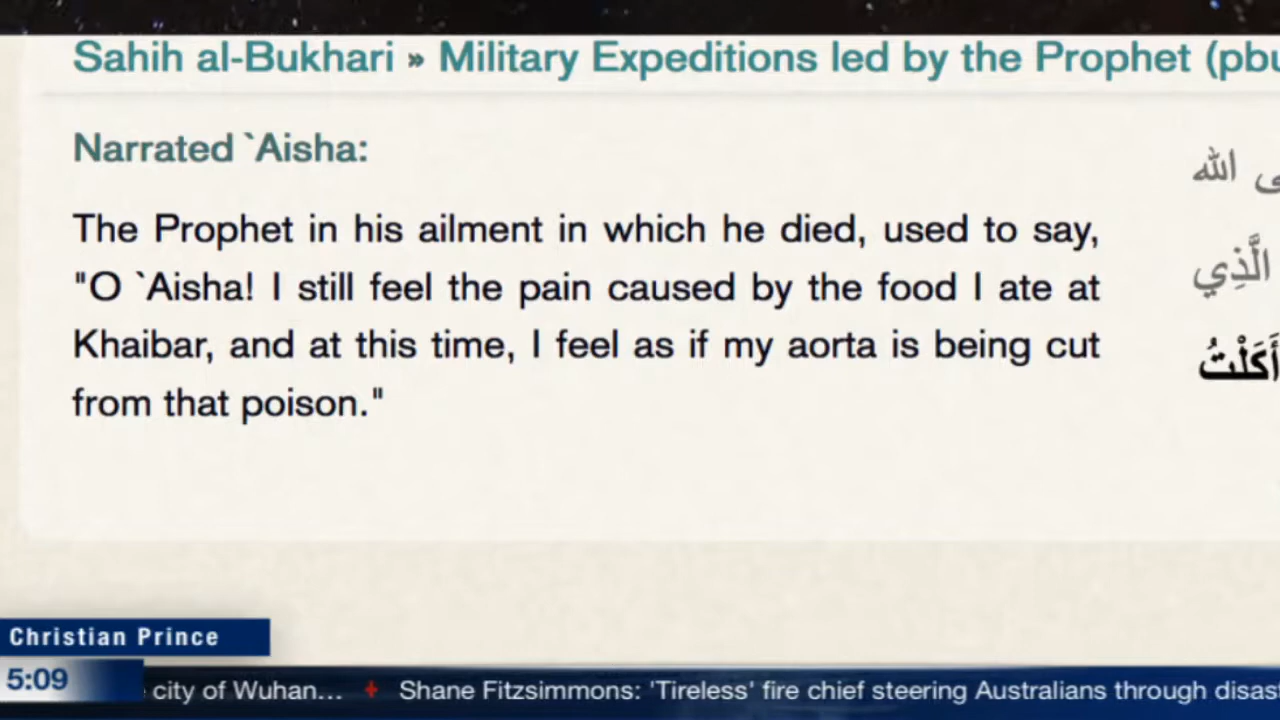 Sahih al-Bukhari » Military Expeditions led by the Prophet (pbu
Narrated `Aisha:
The Prophet in his ailment in which he died, used to say,
"O `Aisha! I still feel the pain caused by the food I ate at
Khaibar, and at this time, I feel as if my aorta is being cut
from that poison."
الله
الَّذِي
أَكَلْتُ
Christian Prince
5:09
city of Wuhan... Shane Fitzsimmons: 'Tireless' fire chief steering Australians through disast